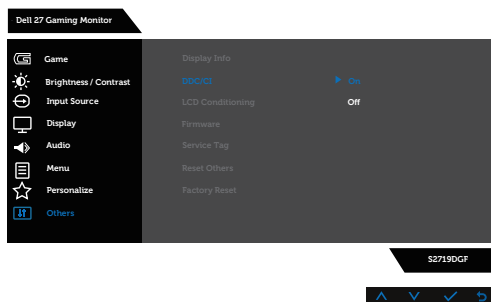 Dell 27 Gaming Monitor
Game
Brightness / Contrast
Input Source
Display
Audio
Menu
Personalize
Others
Display Info
DDC/CI
On
LCD Conditioning
Off
Firmware
Service Tag
Reset Others
Factory Reset
S2719DGF